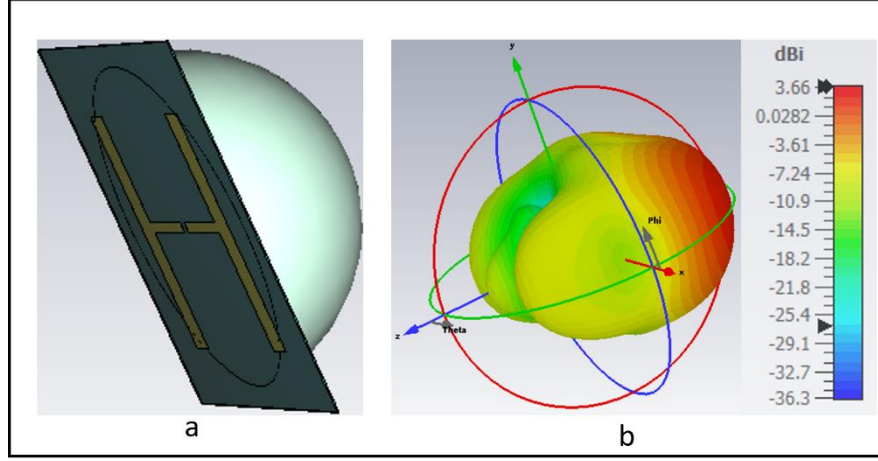 y
Phi
x
z
Theta
dBi
3.66
0.0282
-3.61
-7.24
-10.9
-14.5
-18.2
-21.8
-25.4
-29.1
-32.7
-36.3
a
b